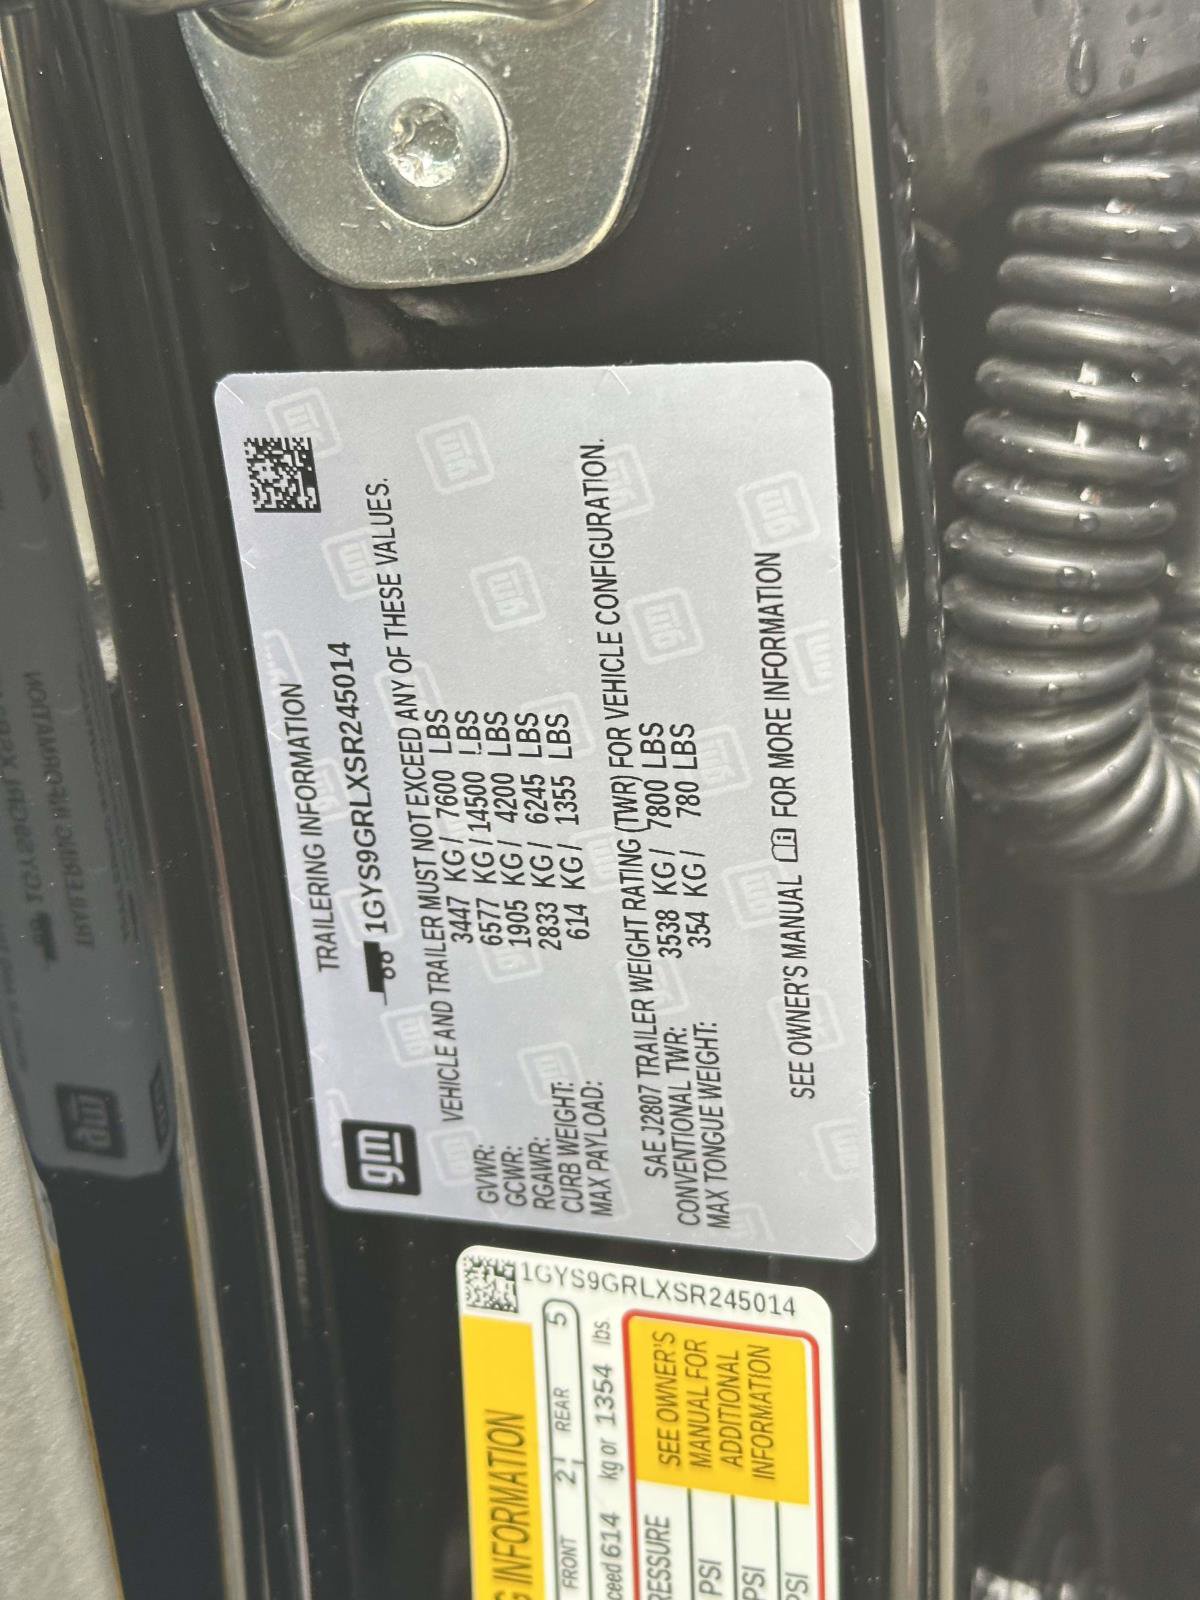 TRAILERING INFORMATION
gm
1GYS9GRLXSR245014
VEHICLE AND TRAILER MUST NOT EXCEED ANY OF THESE VALUES.
GVWR: 3447 KG / 7600 LBS
GCWR: 6577 KG / 14500 LBS
RGAWR: 1905 KG / 4200 LBS
CURB WEIGHT: 2833 KG / 6245 LBS
MAX PAYLOAD: 614 KG / 1355 LBS
SAE J2807 TRAILER WEIGHT RATING (TWR) FOR VEHICLE CONFIGURATION.
CONVENTIONAL TWR: 3538 KG / 7800 LBS
MAX TONGUE WEIGHT: 354 KG / 780 LBS
SEE OWNER'S MANUAL FOR MORE INFORMATION
INFORMATION
1GYS9GRLXSR245014
FRONT 2 REAR 5
614 kg or 1354 lbs.
SEE OWNER'S
MANUAL FOR
ADDITIONAL
INFORMATION
PSI
PSI
PSI